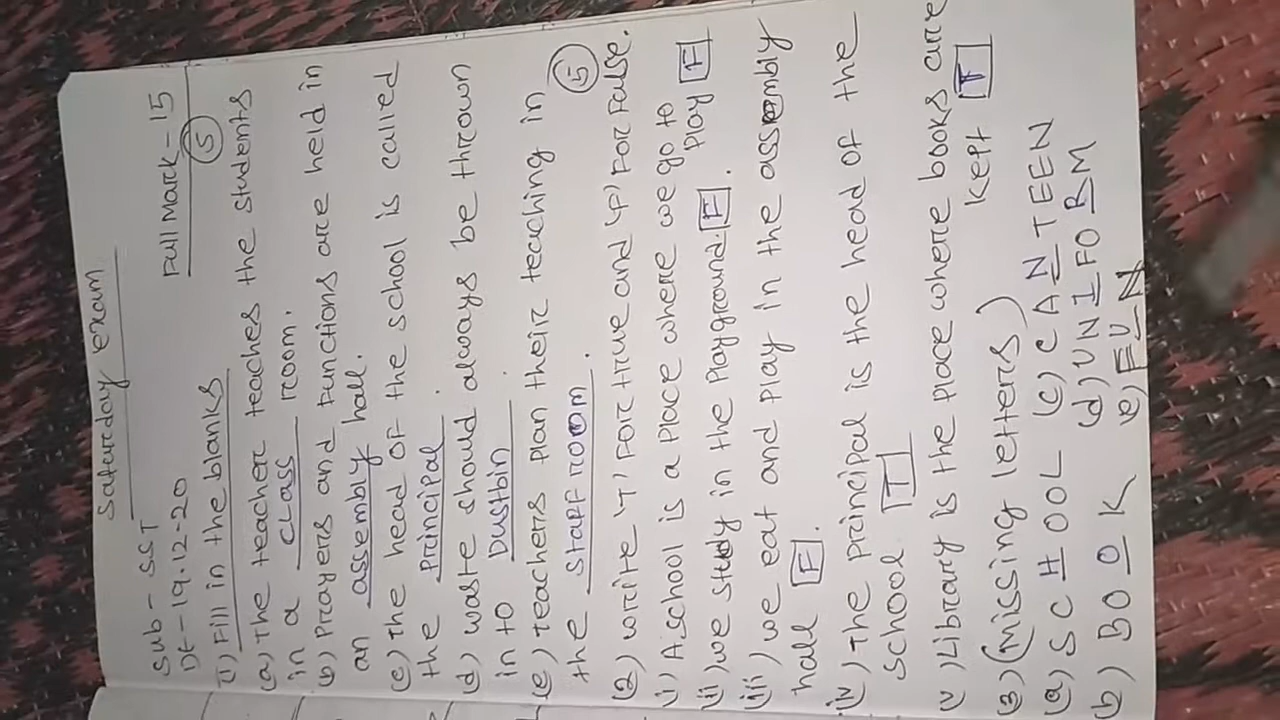 Saturday exam
Sub - SST
Dt - 19.12-20
Full Mark - 15
(1) Fill in the blanks (5)
(a) The teacher teaches the students
in a class room.
(b) Prayers and functions are held in
an assembly hall.
(c) The head of the school is called
the principal.
(d) waste should always be thrown
in to Dustbin.
(e) teachers plan their teaching in
the staff room. (5)
(2) write 'T' For true and 'F' For False.
(i) A school is a place where we go to
play F
(ii) we study in the playground. F.
(iii) we eat and play in the assembly
hall F.
(iv) The principal is the head of the
school T
(v) Library is the place where books are
kept T
(3) (missing letters)
(a) SCHOOL (c) CANTEEN
(b) BOOK (d) UNIFORM
(e) FUN